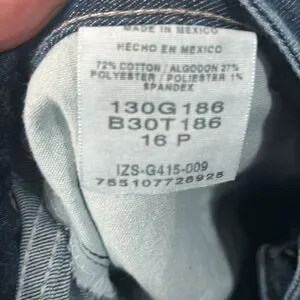 MADE IN MEXICO
HECHO EN MEXICO
72% COTTON / ALGODON 27%
POLYESTER / POLIESTER 1%
SPANDEX
130G186
B30T186
16 P
IZS-G415-009
755107728925